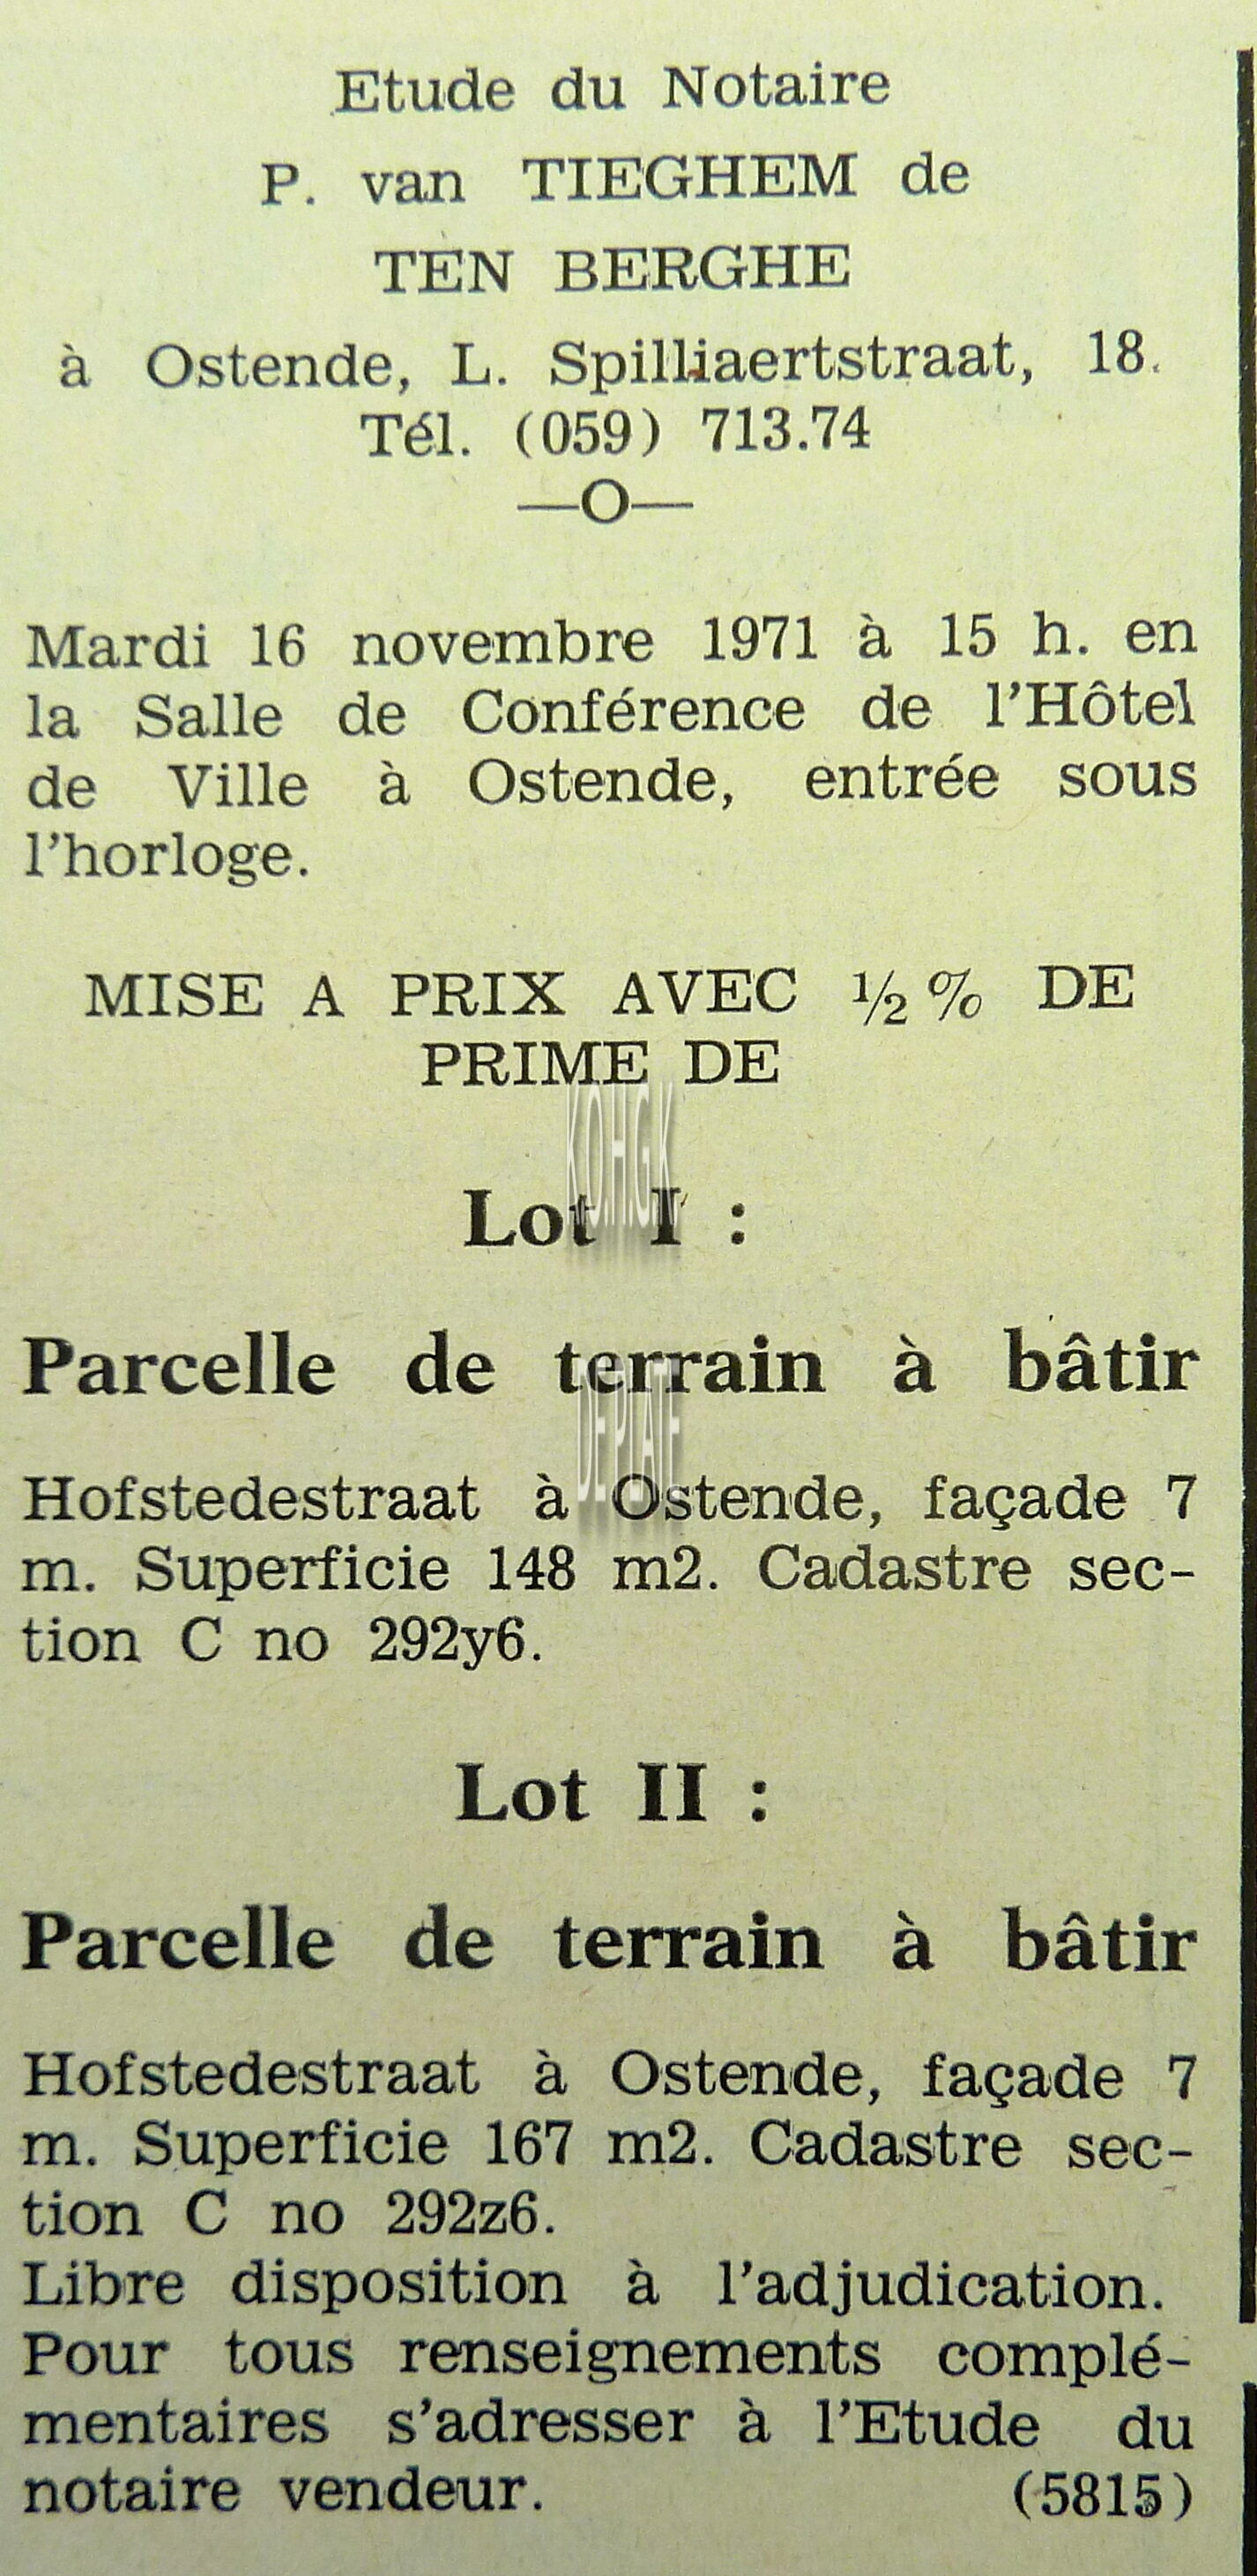 Etude du Notaire
P. van TIEGHEM de
TEN BERGHE
à Ostende, L. Spilliaertstraat, 18.
Tél. (059) 713.74
—O—
Mardi 16 novembre 1971 à 15 h. en
la Salle de Conférence de l'Hôtel
de Ville à Ostende, entrée sous
l'horloge.
MISE A PRIX AVEC ½ % DE
PRIME DE
K.O.H.G.K.
Lot I :
Parcelle de terrain à bâtir
DE PLATE
Hofstedestraat à Ostende, façade 7
m. Superficie 148 m2. Cadastre sec-
tion C no 292y6.
Lot II :
Parcelle de terrain à bâtir
Hofstedestraat à Ostende, façade 7
m. Superficie 167 m2. Cadastre sec-
tion C no 292z6.
Libre disposition à l'adjudication.
Pour tous renseignements complé-
mentaires s'adresser à l'Etude du
notaire vendeur. (5815)